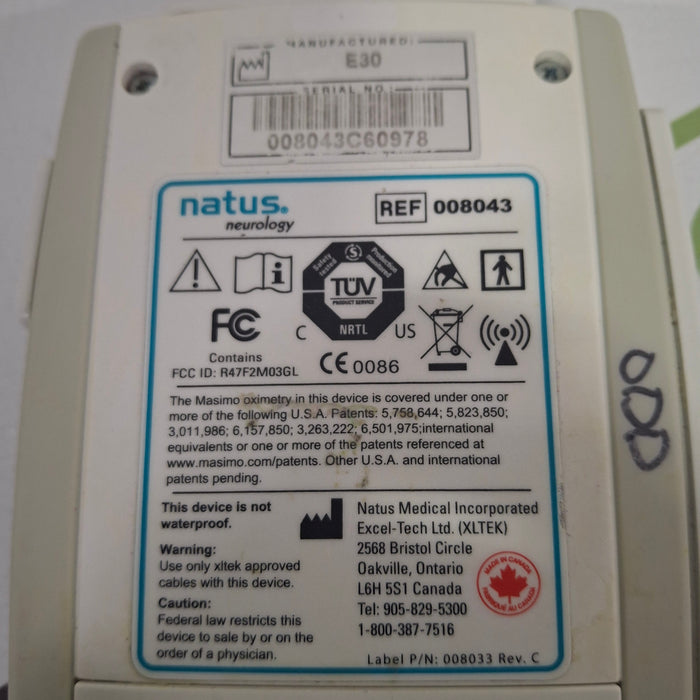 MANUFACTURED:
E30
SERIAL NO.:
008043C60978
natus®
neurology
REF 008043
Safety tested
Production monitored
S
TÜV
PRODUCT SERVICE
C NRTL US
FC
Contains
FCC ID: R47F2M03GL
CE 0086
The Masimo oximetry in this device is covered under one or
more of the following U.S.A. Patents: 5,758,644; 5,823,850;
3,011,986; 6,157,850; 3,263,222; 6,501,975;international
equivalents or one or more of the patents referenced at
www.masimo.com/patents. Other U.S.A. and international
patents pending.
This device is not
waterproof.
Warning:
Use only xltek approved
cables with this device.
Caution:
Federal law restricts this
device to sale by or on the
order of a physician.
Natus Medical Incorporated
Excel-Tech Ltd. (XLTEK)
2568 Bristol Circle
Oakville, Ontario
L6H 5S1 Canada
Tel: 905-829-5300
1-800-387-7516
MADE IN CANADA
FABRIQUÉ AU CANADA
Label P/N: 008033 Rev. C